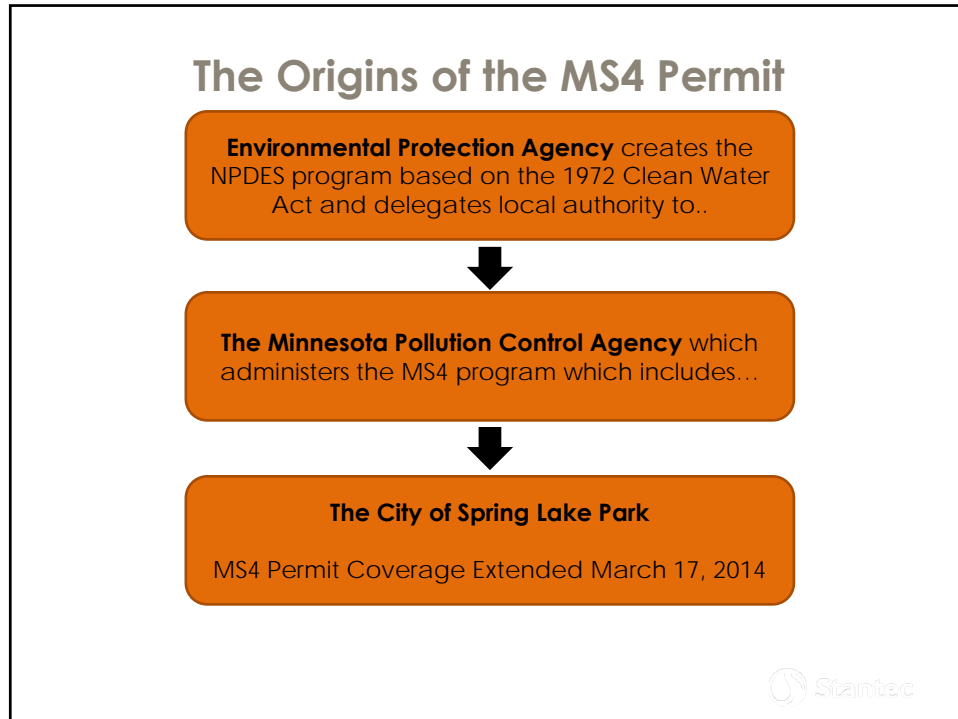 The Origins of the MS4 Permit
Environmental Protection Agency creates the
NPDES program based on the 1972 Clean Water
Act and delegates local authority to..
The Minnesota Pollution Control Agency which
administers the MS4 program which includes…
The City of Spring Lake Park
MS4 Permit Coverage Extended March 17, 2014
Stantec